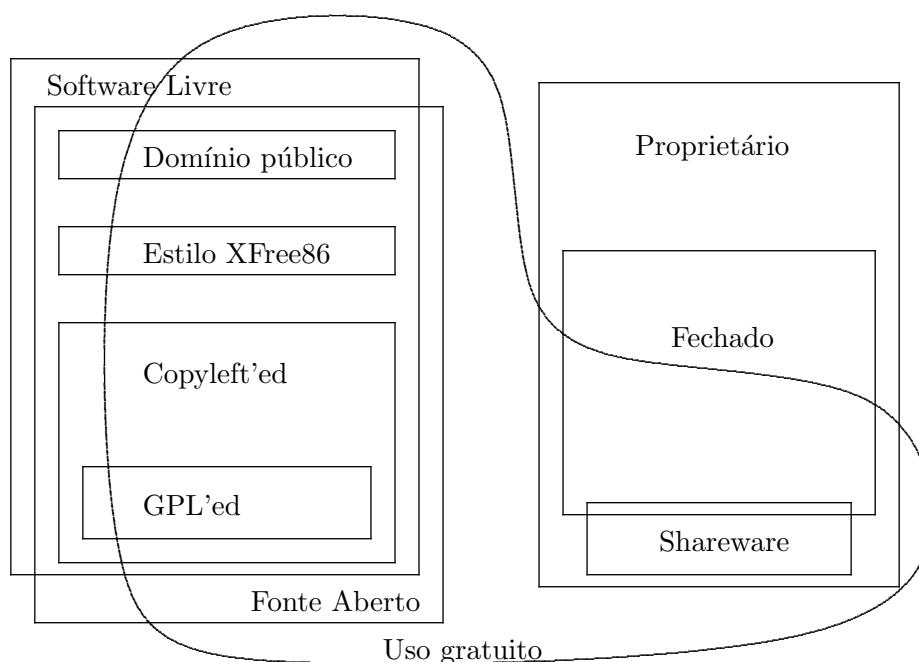 Software Livre
Domínio público
Estilo XFree86
Copyleft'ed
GPL'ed
Fonte Aberto
Proprietário
Fechado
Shareware
Uso gratuito